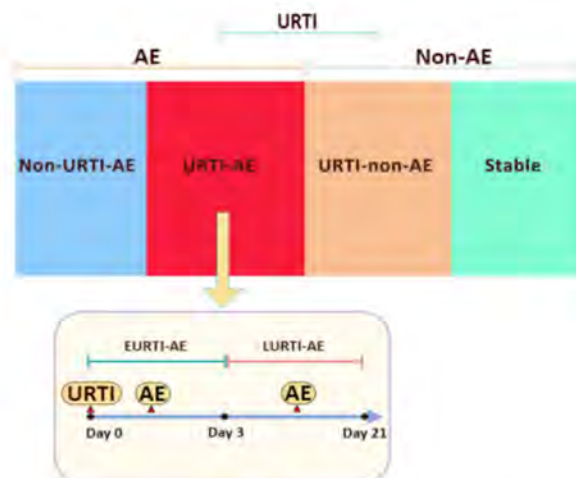 URTI
AE Non-AE
Non-URTI-AE URTI-AE URTI-non-AE Stable
EURTI-AE LURTI-AE
URTI AE AE
Day 0 Day 3 Day 21